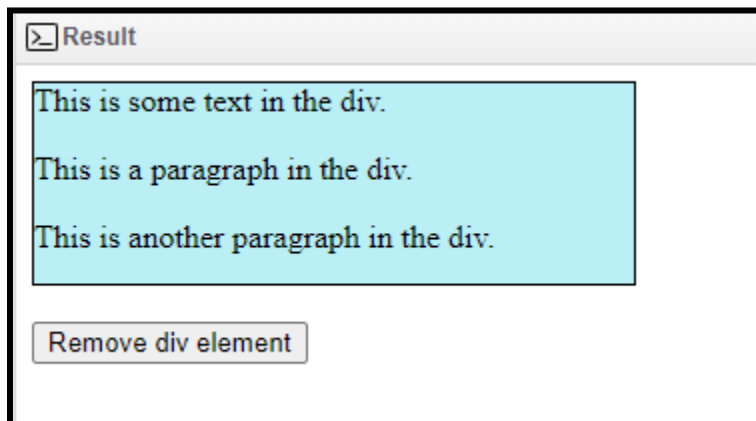 Result
This is some text in the div.
This is a paragraph in the div.
This is another paragraph in the div.
Remove div element